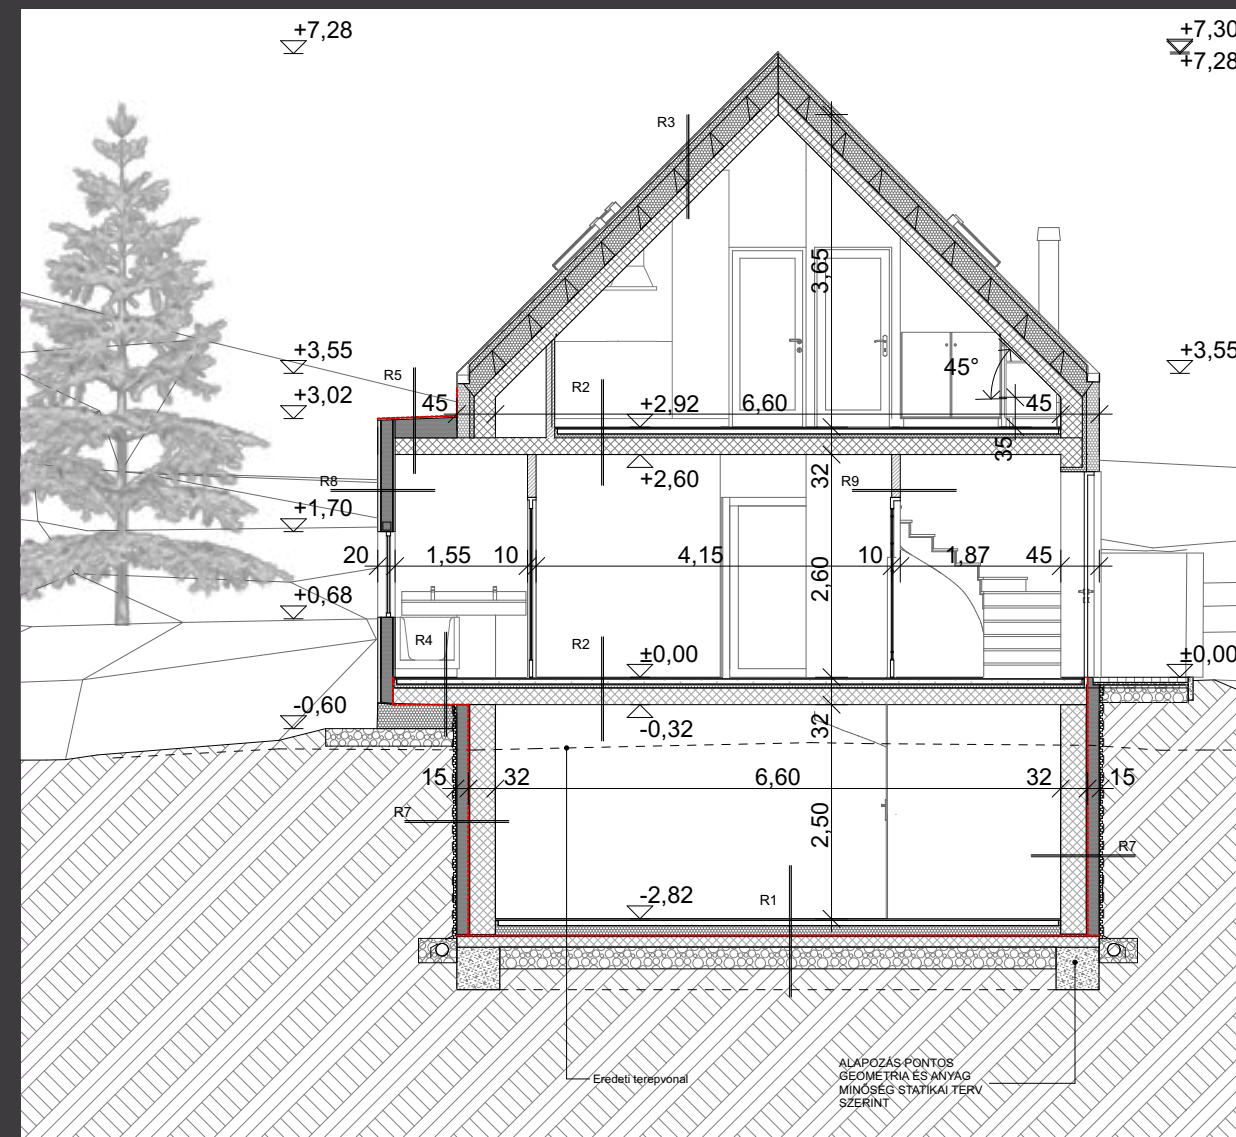 +7,28
+7,30
+7,28
R3
3,65
+3,55
+3,55
45°
R5
R2
+3,02
45
+2,92
6,60
45
35
+2,60
32
R8
R9
+1,70
20
1,55
10
4,15
10
1,87
45
2,60
+0,68
R4
R2
±0,00
±0,00
-0,60
-0,32
32
15
32
6,60
32
15
R7
2,50
R7
-2,82
R1
Eredeti terepvonal
ALAPOZÁS PONTOS
GEOMETRIA ÉS ANYAG
MINŐSÉG STATIKAI TERV
SZERINT